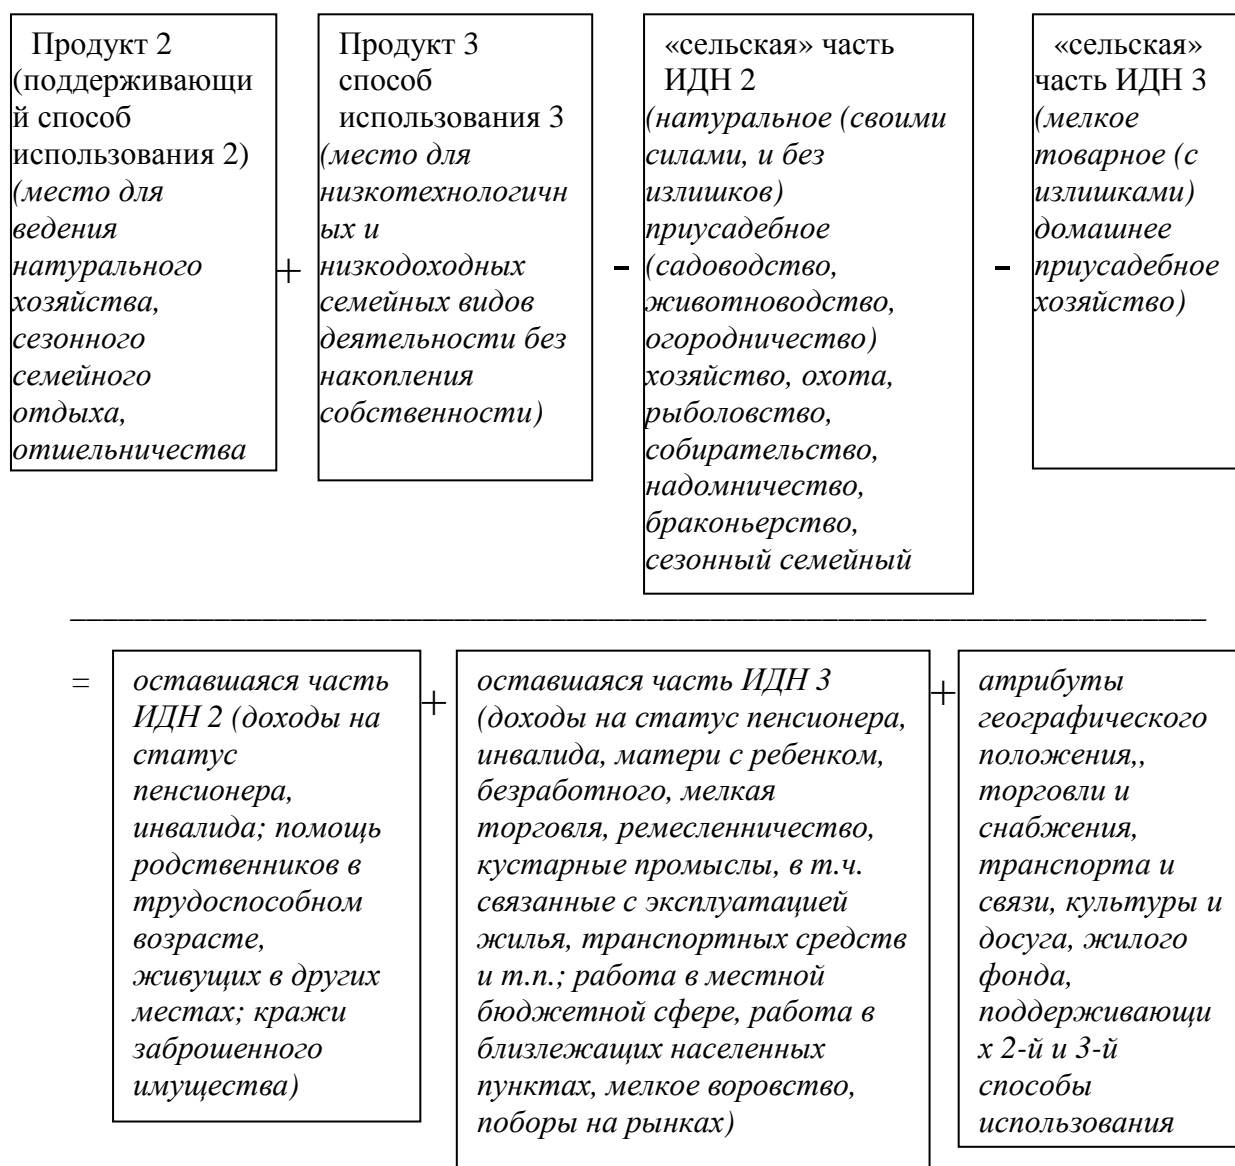 Продукт 2
(поддерживающи
й способ
использования 2)
(место для
ведения
натурального
хозяйства,
сезонного
семейного
отдыха,
отшельничества
+
Продукт 3
способ
использования 3
(место для
низкотехнологичн
ых и
низкодоходных
семейных видов
деятельности без
накопления
собственности)
-
«сельская» часть
ИДН 2
(натуральное (своими
силами, и без
излишков)
приусадебное
(садоводство,
животноводство,
огородничество)
хозяйство, охота,
рыболовство,
собирательство,
надомничество,
браконьерство,
сезонный семейный
-
«сельская»
часть ИДН 3
(мелкое
товарное (с
излишками)
домашнее
приусадебное
хозяйство)
=
оставшаяся часть
ИДН 2 (доходы на
статус
пенсионера,
инвалида; помощь
родственников в
трудоспособном
возрасте,
живущих в других
местах; кражи
заброшенного
имущества)
+
оставшаяся часть ИДН 3
(доходы на статус пенсионера,
инвалида, матери с ребенком,
безработного, мелкая
торговля, ремесленничество,
кустарные промыслы, в т.ч.
связанные с эксплуатацией
жилья, транспортных средств
и т.п.; работа в местной
бюджетной сфере, работа в
близлежащих населенных
пунктах, мелкое воровство,
поборы на рынках)
+
атрибуты
географического
положения,,
торговли и
снабжения,
транспорта и
связи, культуры и
досуга, жилого
фонда,
поддерживающи
х 2-й и 3-й
способы
использования